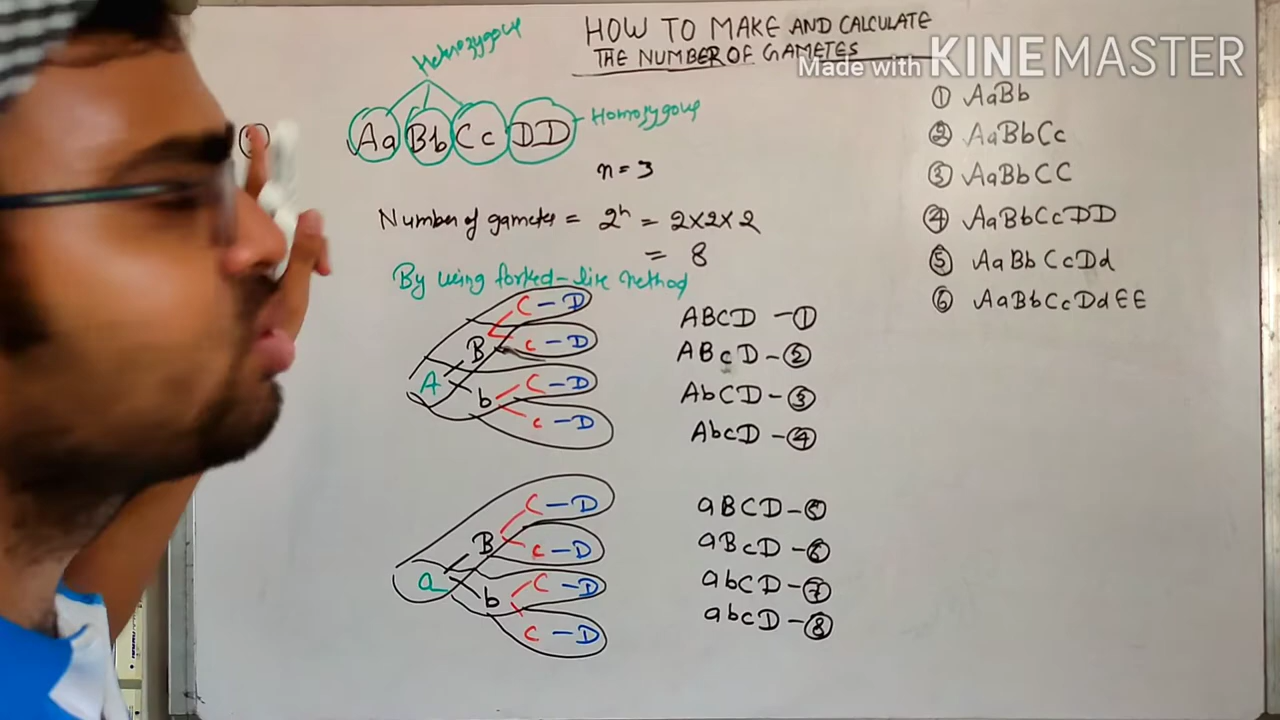 HOW TO MAKE AND CALCULATE
THE NUMBER OF GAMETES
Made with KINEMASTER
Heterozygous
Aa Bb Cc DD
Homozygous
n = 3
Number of gametes = 2ⁿ = 2×2×2
= 8
By using forked-line method
A
B
C - D
c - D
b
C - D
c - D
ABCD - ①
ABcD - ②
AbCD - ③
AbcD - ④
a
B
C - D
c - D
b
C - D
c - D
aBCD - ⑤
aBcD - ⑥
abCD - ⑦
abcD - ⑧
① AaBb
② AaBbCc
③ AaBbCC
④ AaBbCcDD
⑤ AaBbCcDd
⑥ AaBbCcDdEE